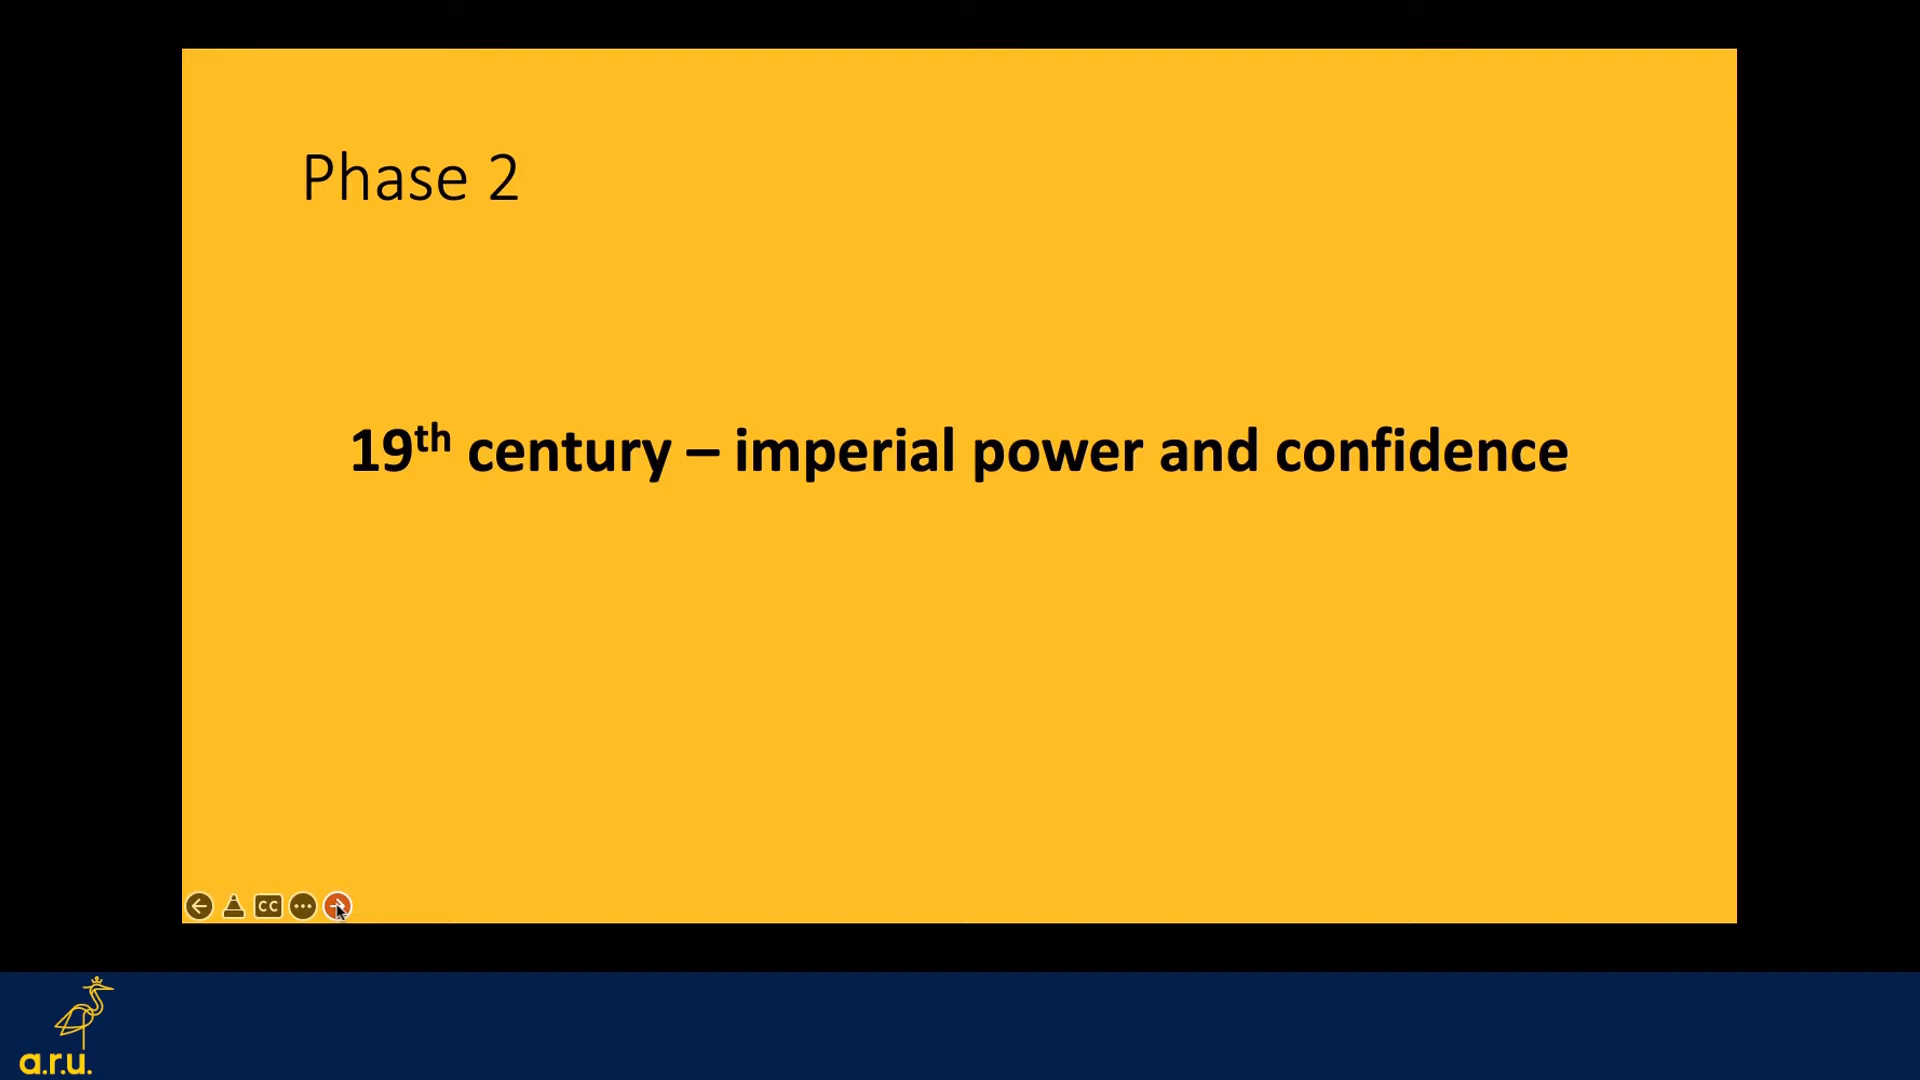 Phase 2
19th century – imperial power and confidence
CC
a.r.u.